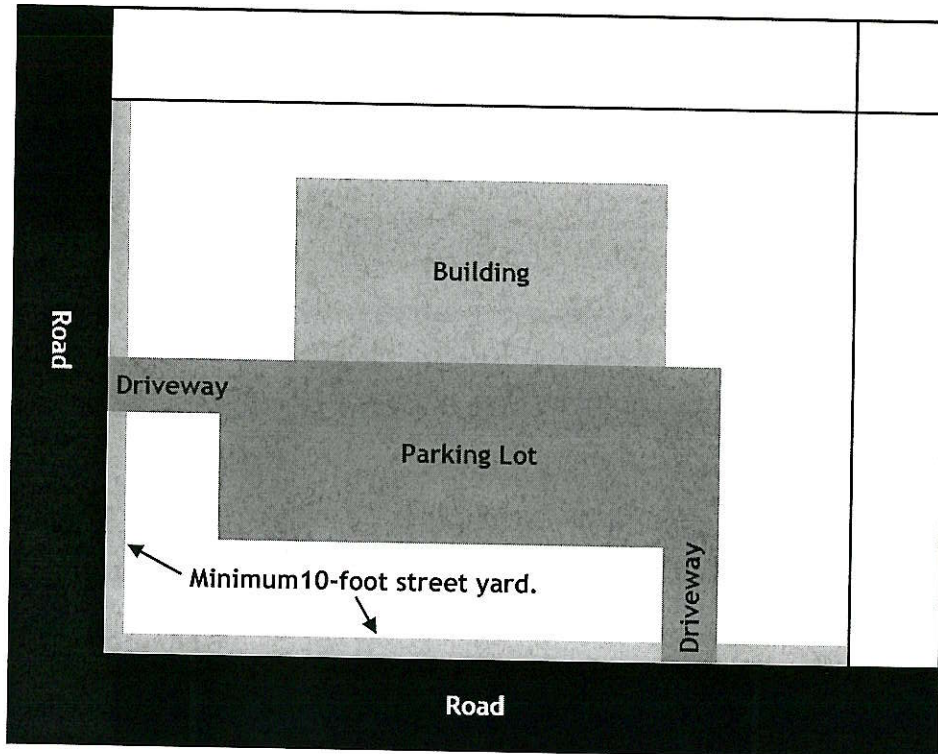 Building
Road
Driveway
Parking Lot
Minimum10-foot street yard.
Driveway
Road